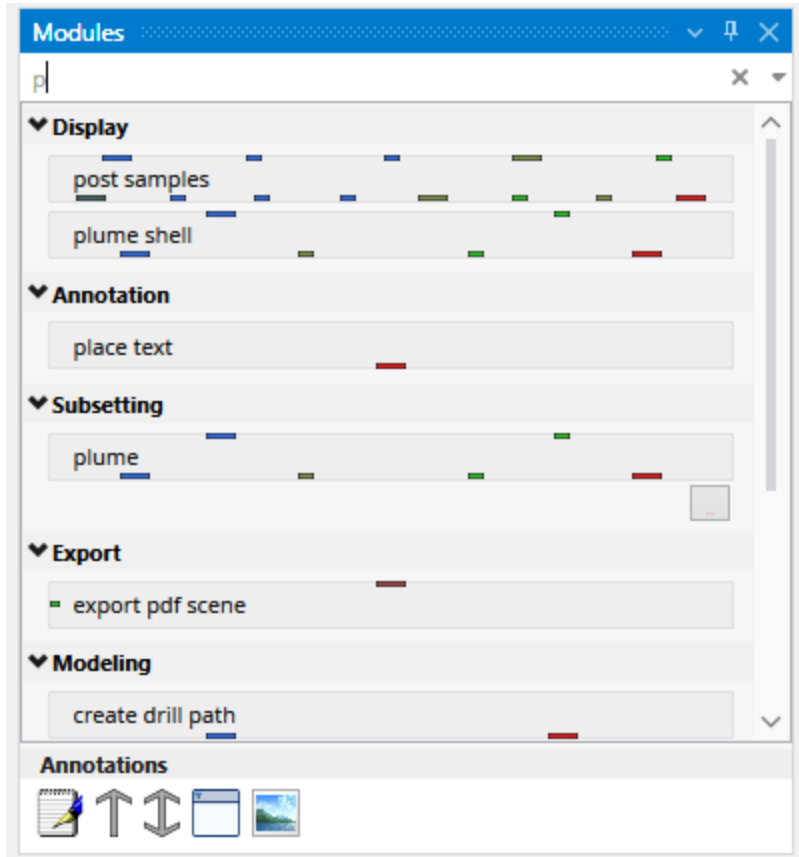 Modules
p
Display
post samples
plume shell
Annotation
place text
Subsetting
plume
Export
export pdf scene
Modeling
create drill path
Annotations